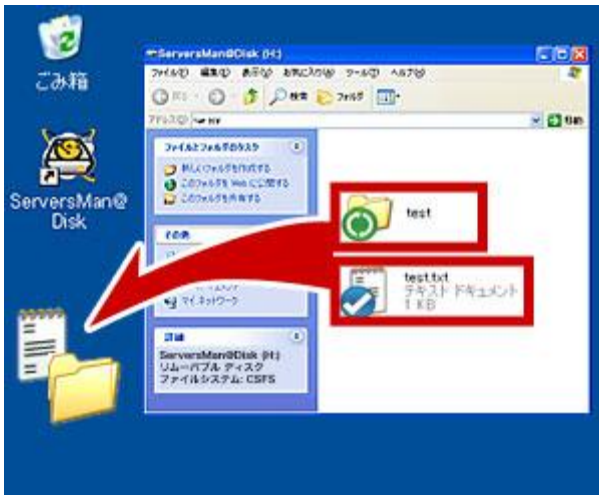 ごみ箱
ServersMan@
Disk
ServersMan@Disk (H:)
ファイル(F) 編集(E) 表示(V) お気に入り(A) ツール(T) ヘルプ(H)
検索 フォルダ
アドレス(D)
移動
ファイルとフォルダのタスク
新しいフォルダを作成する
このフォルダを Web に公開する
このフォルダを共有する
その他
マイ ネットワーク
詳細
ServersMan@Disk (H:)
リムーバブル ディスク
ファイルシステム: CSFS
test
test.txt
テキスト ドキュメント
1 KB